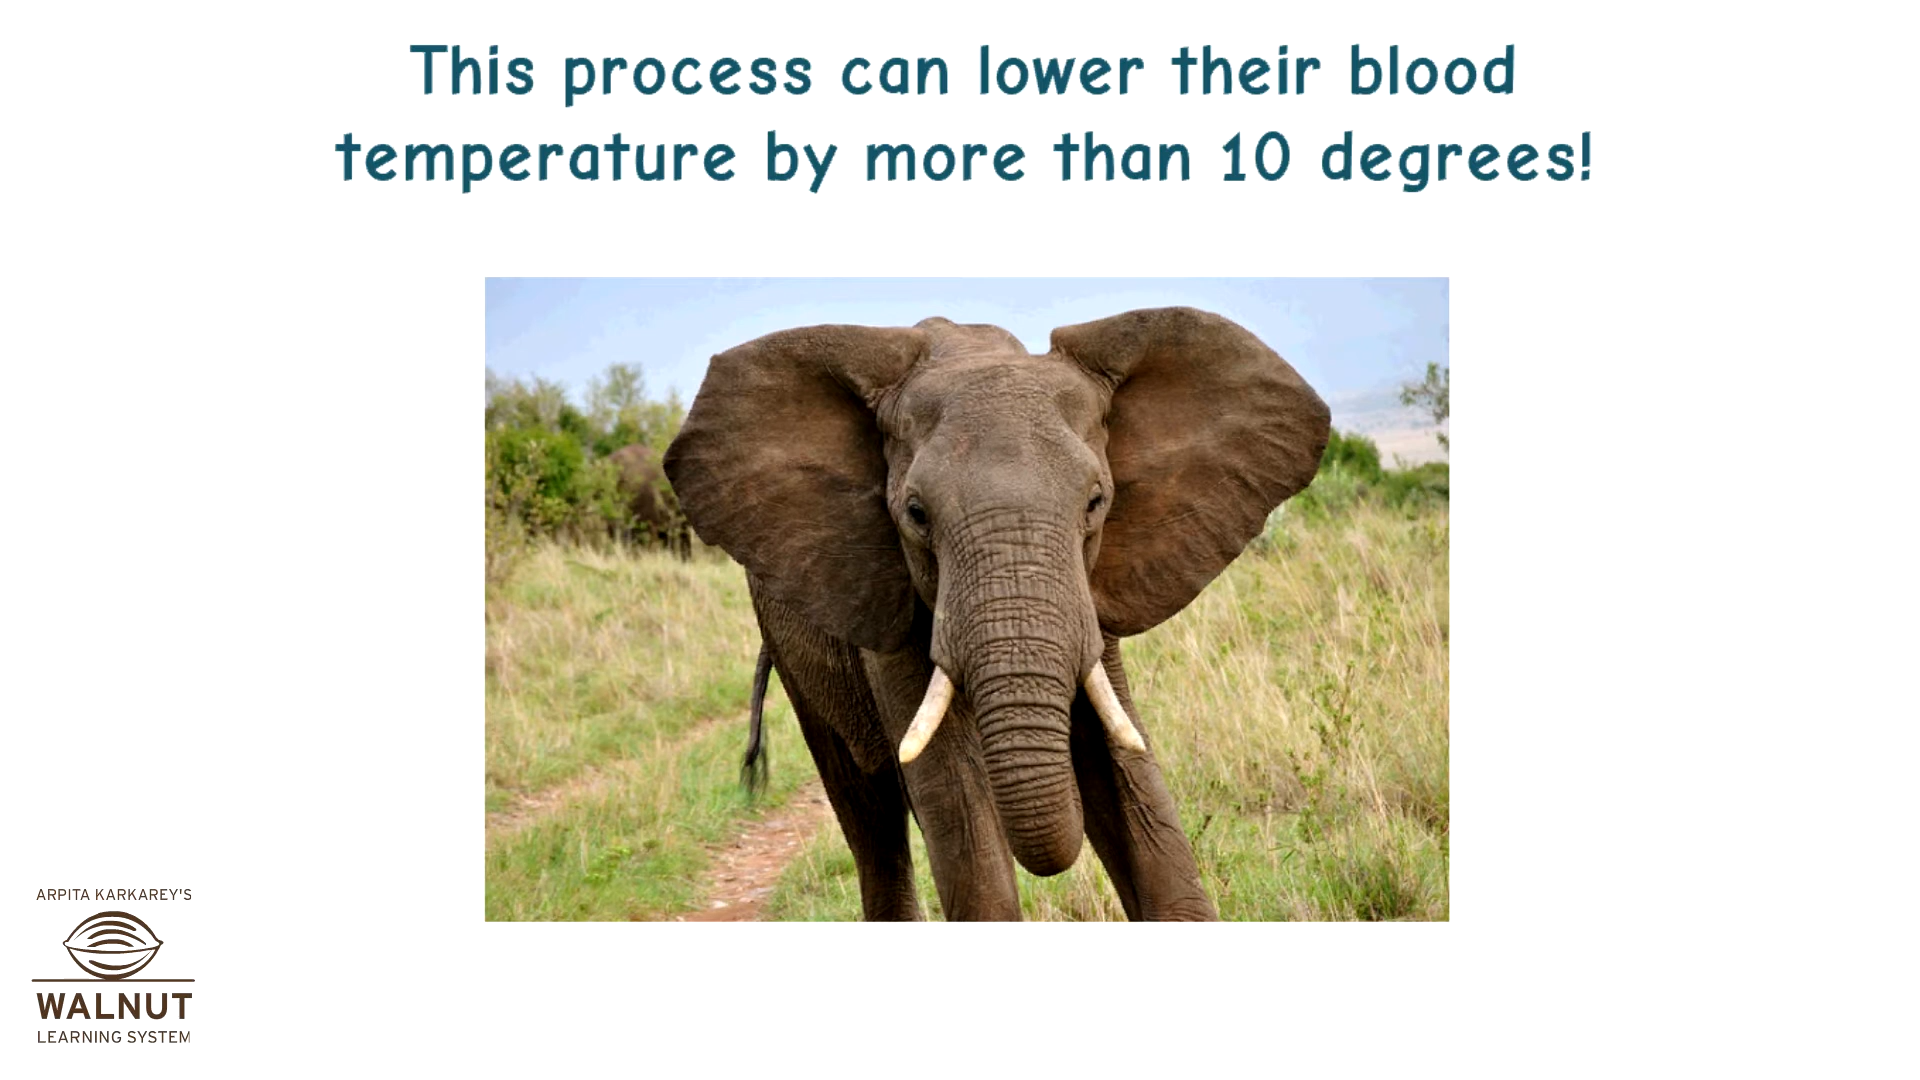 This process can lower their blood
temperature by more than 10 degrees!
ARPITA KARKAREY'S
WALNUT
LEARNING SYSTEM